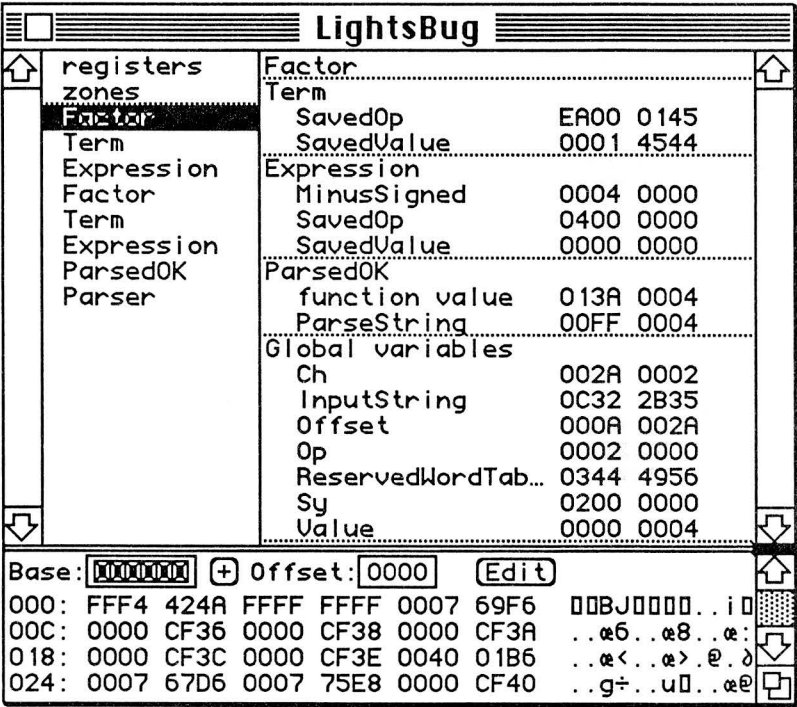 LightsBug
registers
zones
Factor
Term
Expression
Factor
Term
Expression
ParsedOK
Parser
Factor
Term
SavedOp EA00 0145
SavedValue 0001 4544
Expression
MinusSigned 0004 0000
SavedOp 0400 0000
SavedValue 0000 0000
ParsedOK
function value 013A 0004
ParseString 00FF 0004
Global variables
Ch 002A 0002
InputString 0C32 2B35
Offset 000A 002A
Op 0002 0000
ReservedWordTab… 0344 4956
Sy 0200 0000
Value 0000 0004
Base: 000000 + Offset: 0000 Edit
000: FFF4 424A FFFF FFFF 0007 69F6 ▯▯BJ▯▯▯▯..i▯
00C: 0000 CF36 0000 CF38 0000 CF3A ..œ6..œ8..œ:
018: 0000 CF3C 0000 CF3E 0040 01B6 ..œ<..œ>.@.∂
024: 0007 67D6 0007 75E8 0000 CF40 ..g÷..u▯..œ@